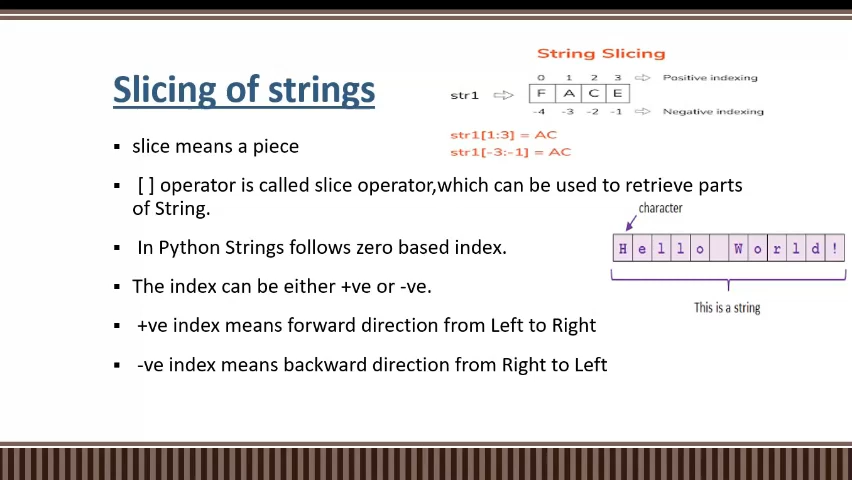 Slicing of strings
▪ slice means a piece
▪ [ ] operator is called slice operator,which can be used to retrieve parts
of String.
▪ In Python Strings follows zero based index.
▪ The index can be either +ve or -ve.
▪ +ve index means forward direction from Left to Right
▪ -ve index means backward direction from Right to Left
String Slicing
0 1 2 3 Positive indexing
str1 F A C E
-4 -3 -2 -1 Negative indexing
str1[1:3] = AC
str1[-3:-1] = AC
character
H e l l o W o r l d !
This is a string